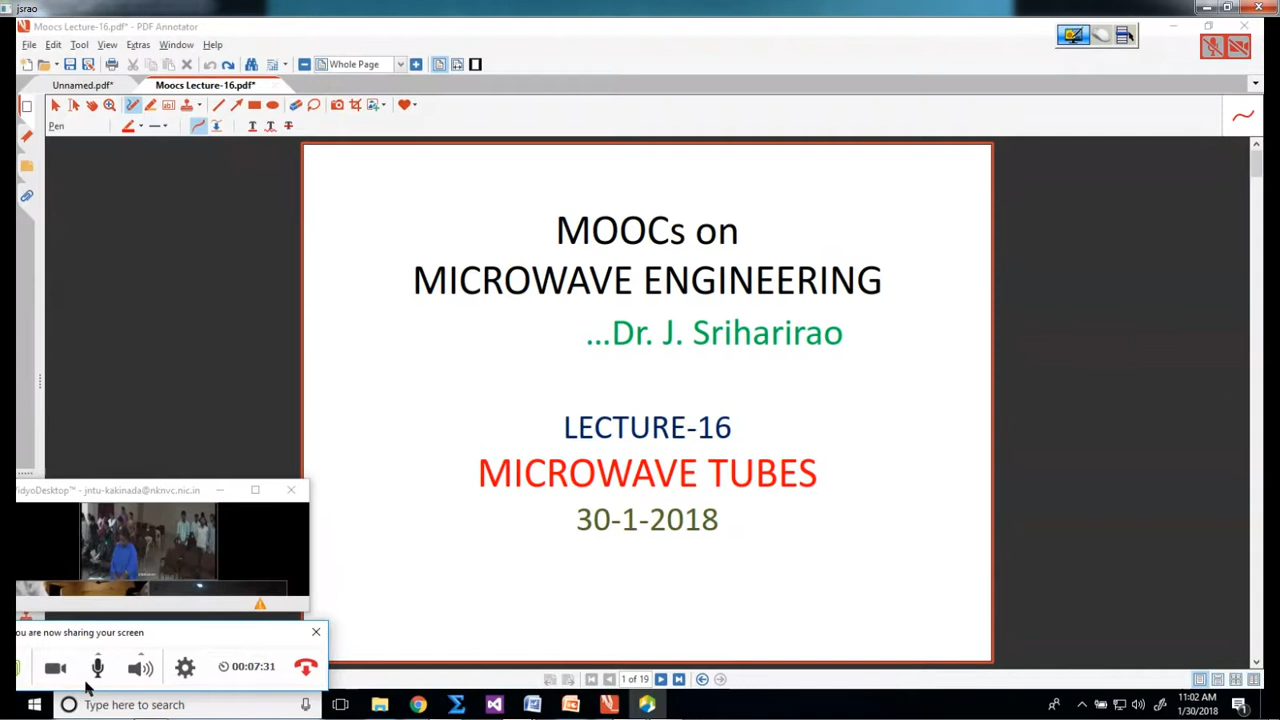 jsrao
Moocs Lecture-16.pdf* - PDF Annotator
File Edit Tool View Extras Window Help
Whole Page
Unnamed.pdf* Moocs Lecture-16.pdf*
Pen
MOOCs on
MICROWAVE ENGINEERING
...Dr. J. Sriharirao
LECTURE-16
MICROWAVE TUBES
30-1-2018
idyoDesktop™ - jntu-kakinada@nknvc.nic.in
ou are now sharing your screen
00:07:31
1 of 19
Type here to search
11:02 AM
1/30/2018